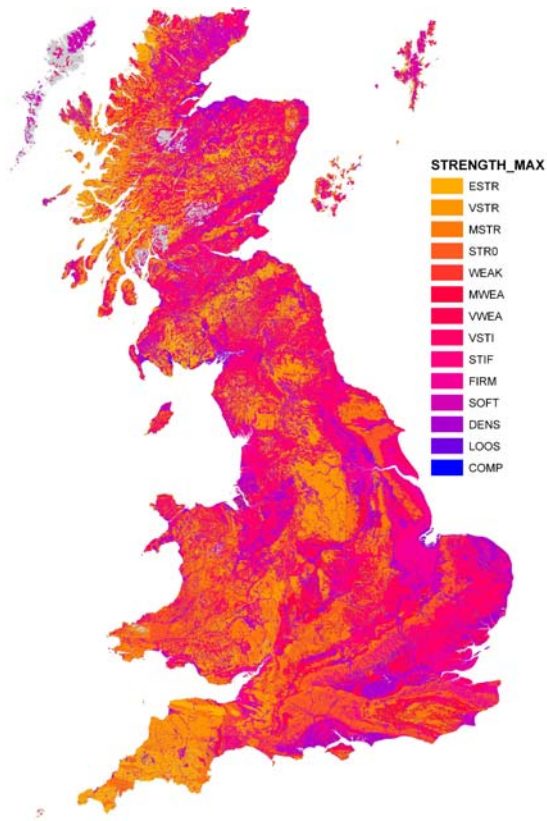 STRENGTH_MAX
ESTR
VSTR
MSTR
STR0
WEAK
MWEA
VWEA
VSTI
STIF
FIRM
SOFT
DENS
LOOS
COMP